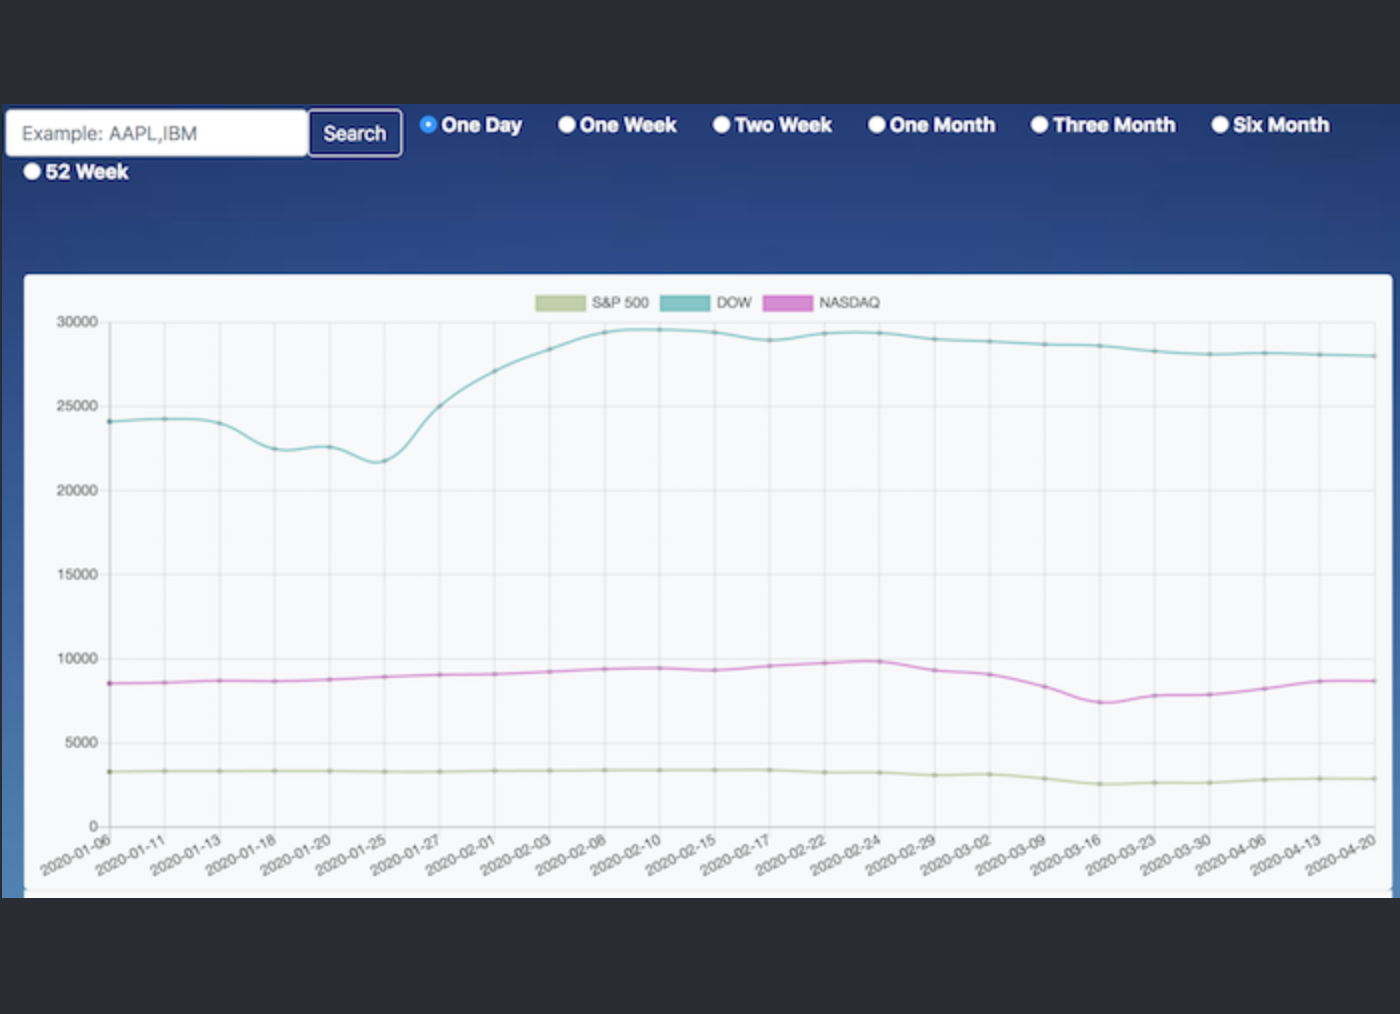 Example: AAPL,IBM Search One Day One Week Two Week One Month Three Month Six Month
52 Week
S&P 500 DOW NASDAQ
30000
25000
20000
15000
10000
5000
0
2020-01-06 2020-01-11 2020-01-13 2020-01-18 2020-01-20 2020-01-25 2020-01-27 2020-02-01 2020-02-03 2020-02-08 2020-02-10 2020-02-15 2020-02-17 2020-02-22 2020-02-24 2020-02-29 2020-03-02 2020-03-09 2020-03-16 2020-03-23 2020-03-30 2020-04-06 2020-04-13 2020-04-20